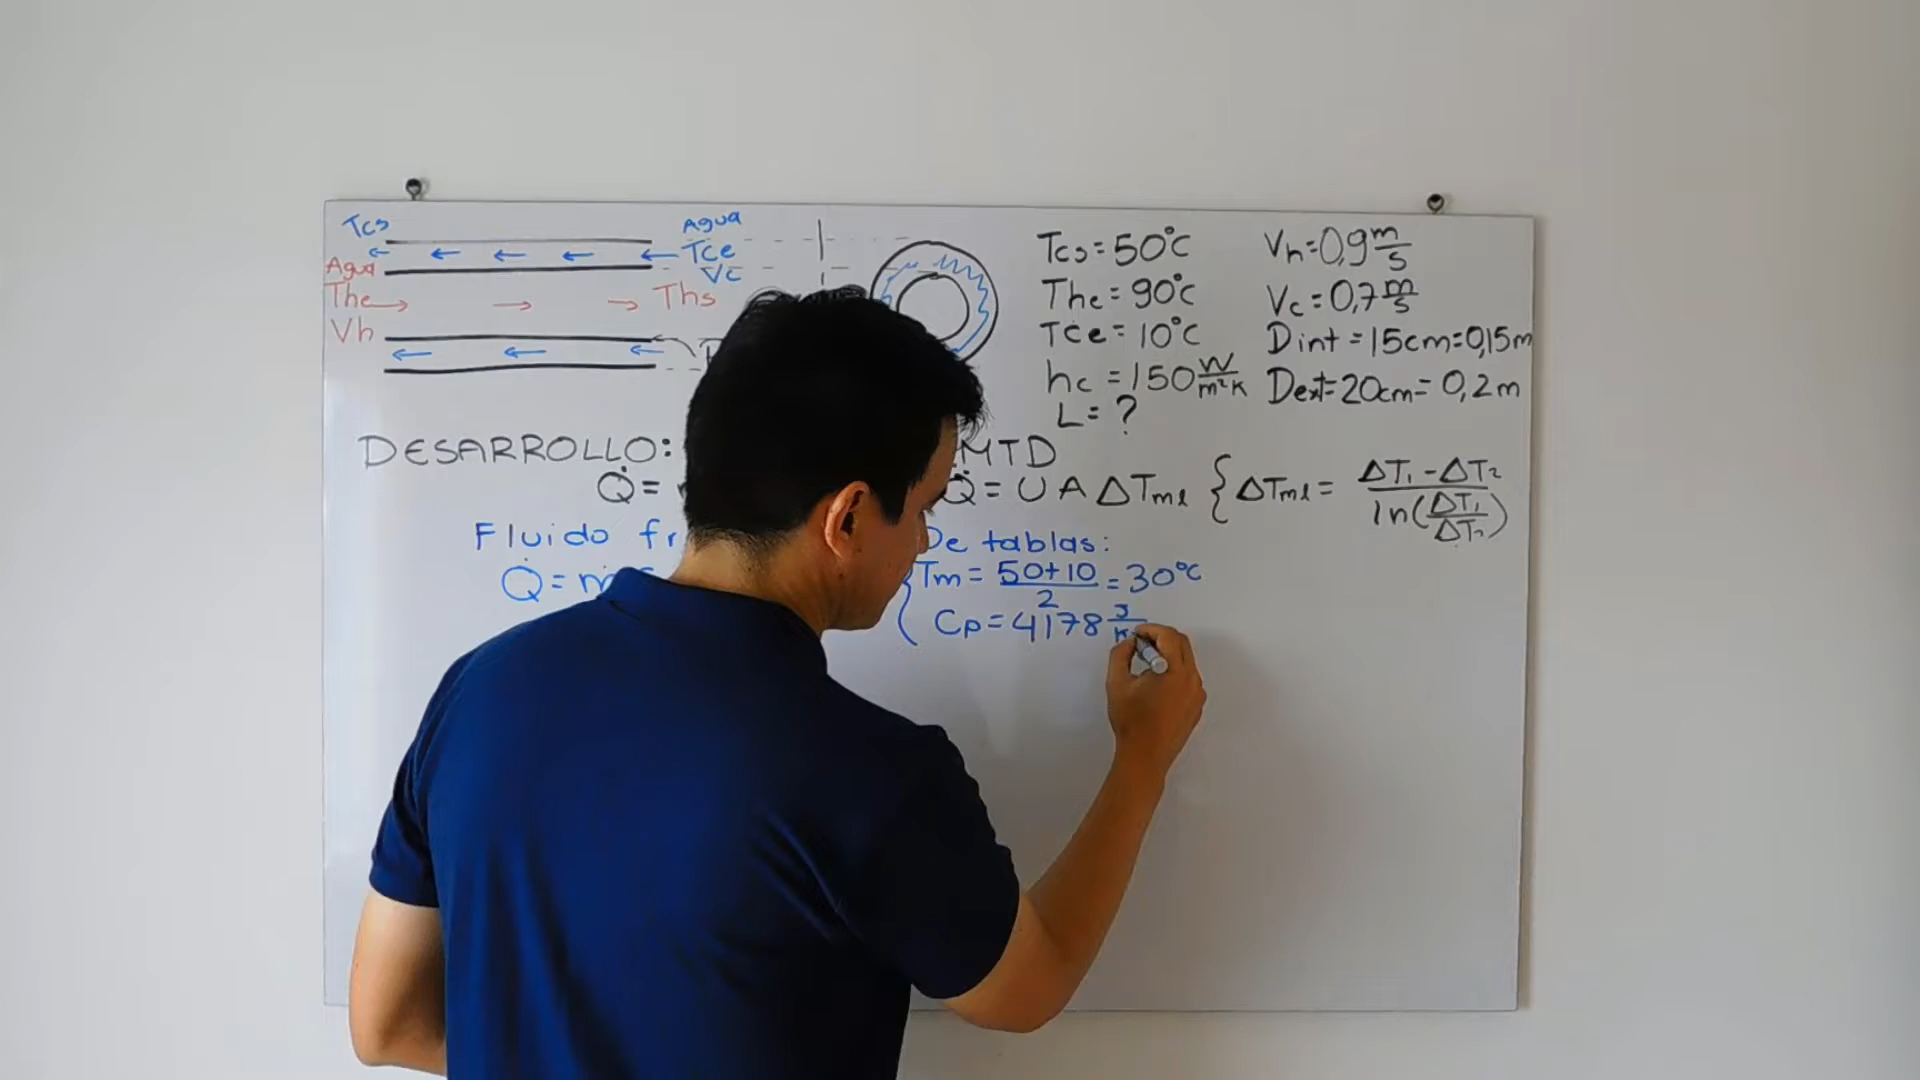 Tcs
Agua
Tce
Vc
Agua
The
Ths
Vh
Tcs = 50°C
The = 90°C
Tce = 10°C
hc = 150 W/m²K
L = ?
Vh = 0,9 m/s
Vc = 0,7 m/s
Dint = 15cm = 0,15m
Dext = 20cm = 0,2m
DESARROLLO:
Q̇ =
Q̇ = U A ΔTml { ΔTml = ΔT₁ - ΔT₂ / ln(ΔT₁/ΔT₂)
Fluido
Q̇ = ṁ
De tablas:
Tm = 50+10/2 = 30°C
Cp = 4178 J/